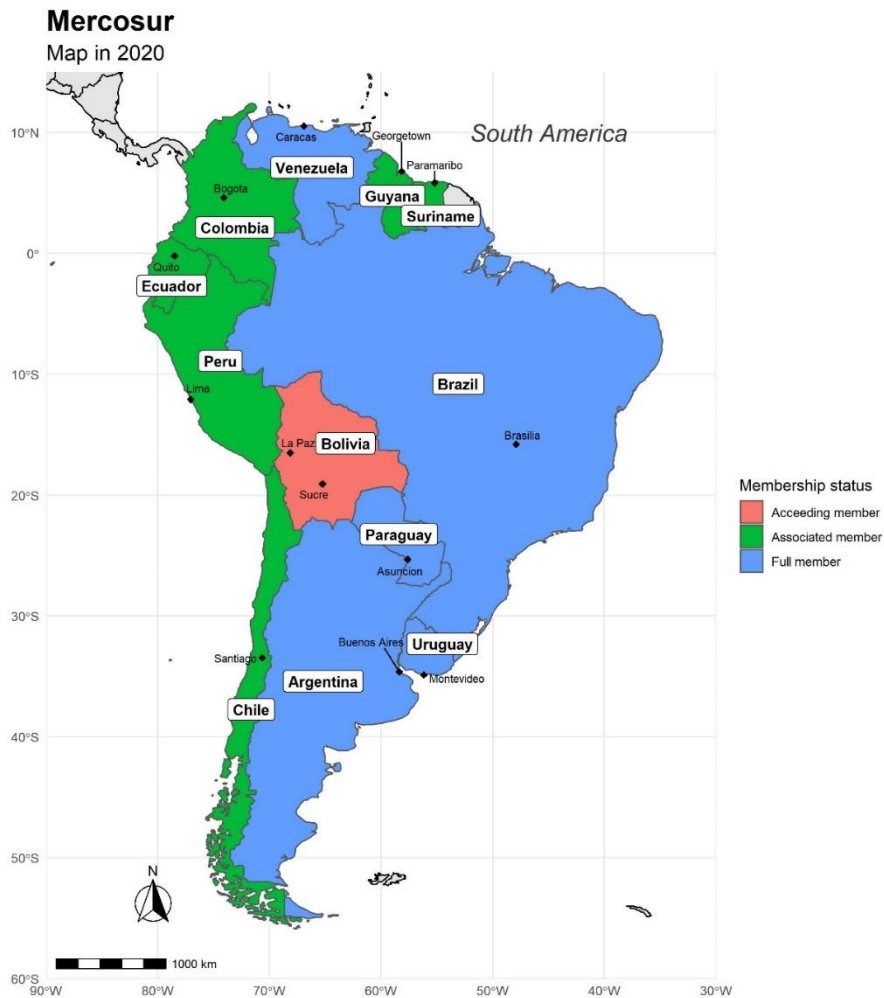 Mercosur
Map in 2020
10°N
0°
10°S
20°S
30°S
40°S
50°S
60°S
South America
Caracas
Georgetown
Venezuela
Paramaribo
Bogota
Guyana
Suriname
Colombia
Quito
Ecuador
Peru
Lima
Brazil
Brasilia
La Paz
Bolivia
Sucre
Paraguay
Asuncion
Buenos Aires
Uruguay
Santiago
Montevideo
Argentina
Chile
Membership status
Acceeding member
Associated member
Full member
N
1000 km
90°W
80°W
70°W
60°W
50°W
40°W
30°W